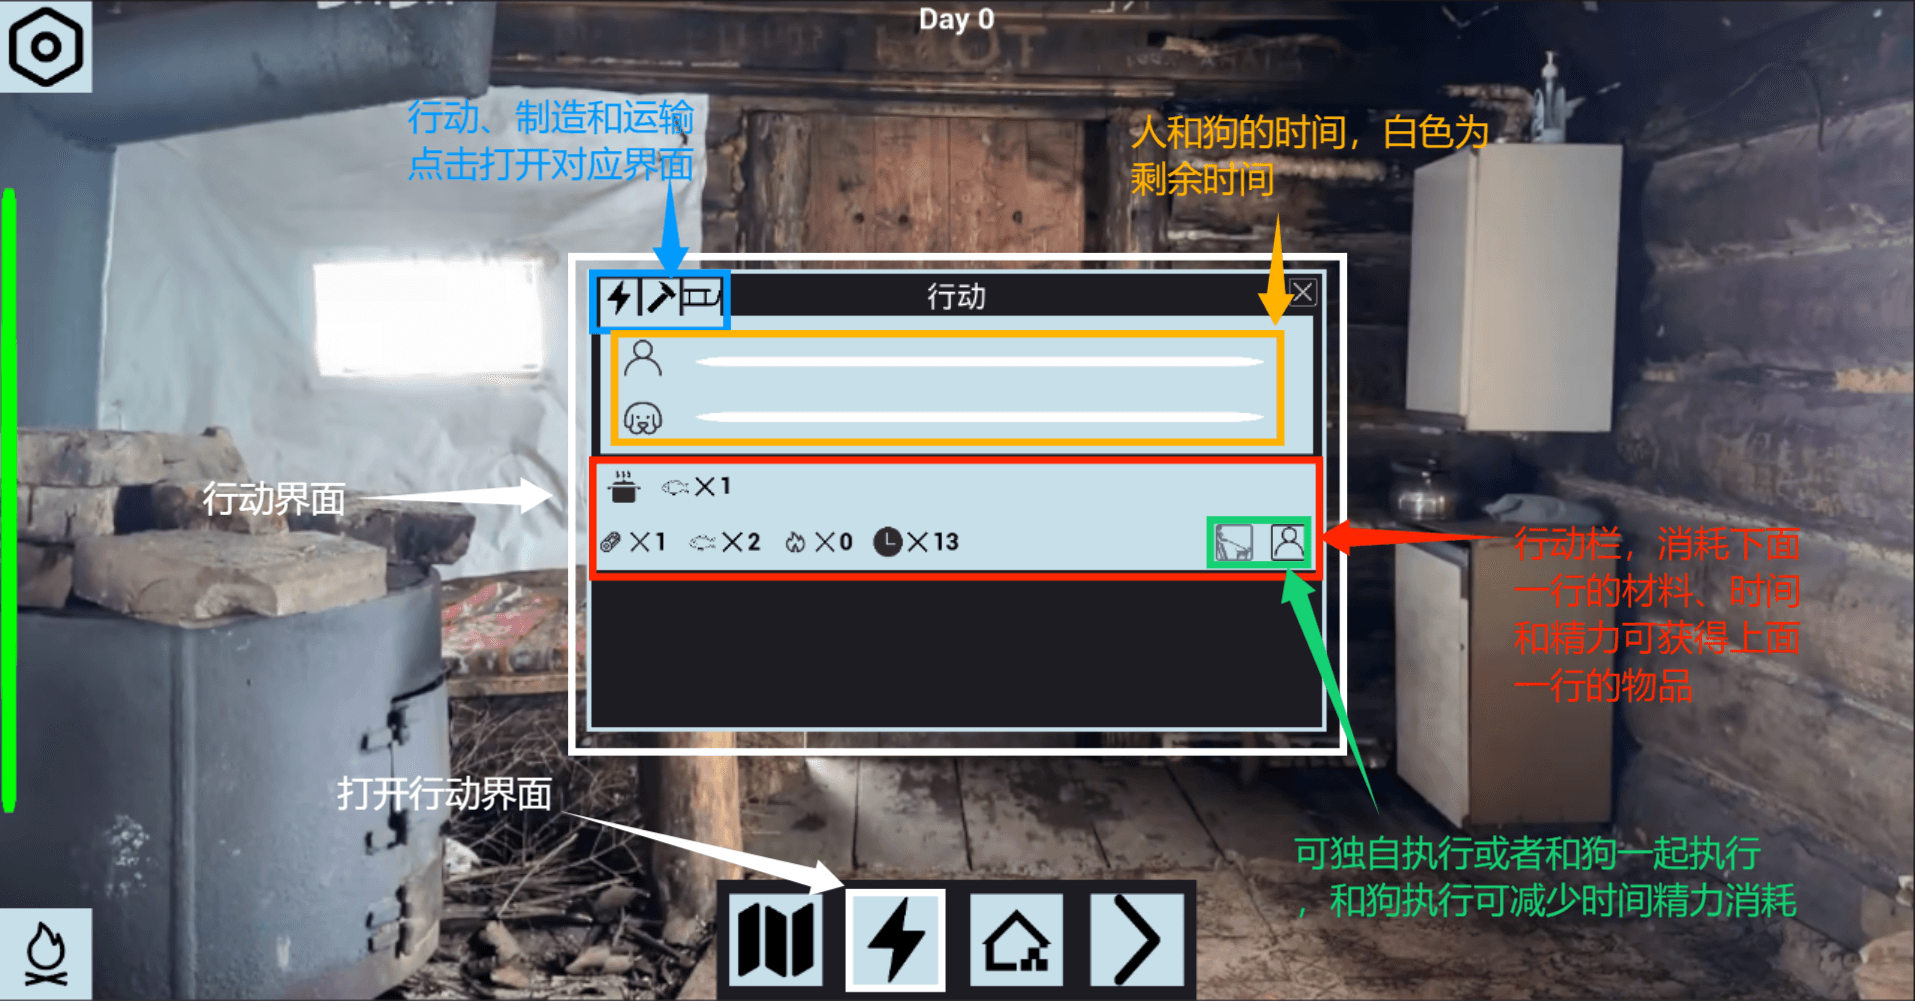 Day 0
行动、制造和运输
点击打开对应界面
人和狗的时间，白色为
剩余时间
行动
×1
×1 ×2 ×0 ×13
行动界面
行动栏，消耗下面
一行的材料、时间
和精力可获得上面
一行的物品
打开行动界面
可独自执行或者和狗一起执行
，和狗执行可减少时间精力消耗